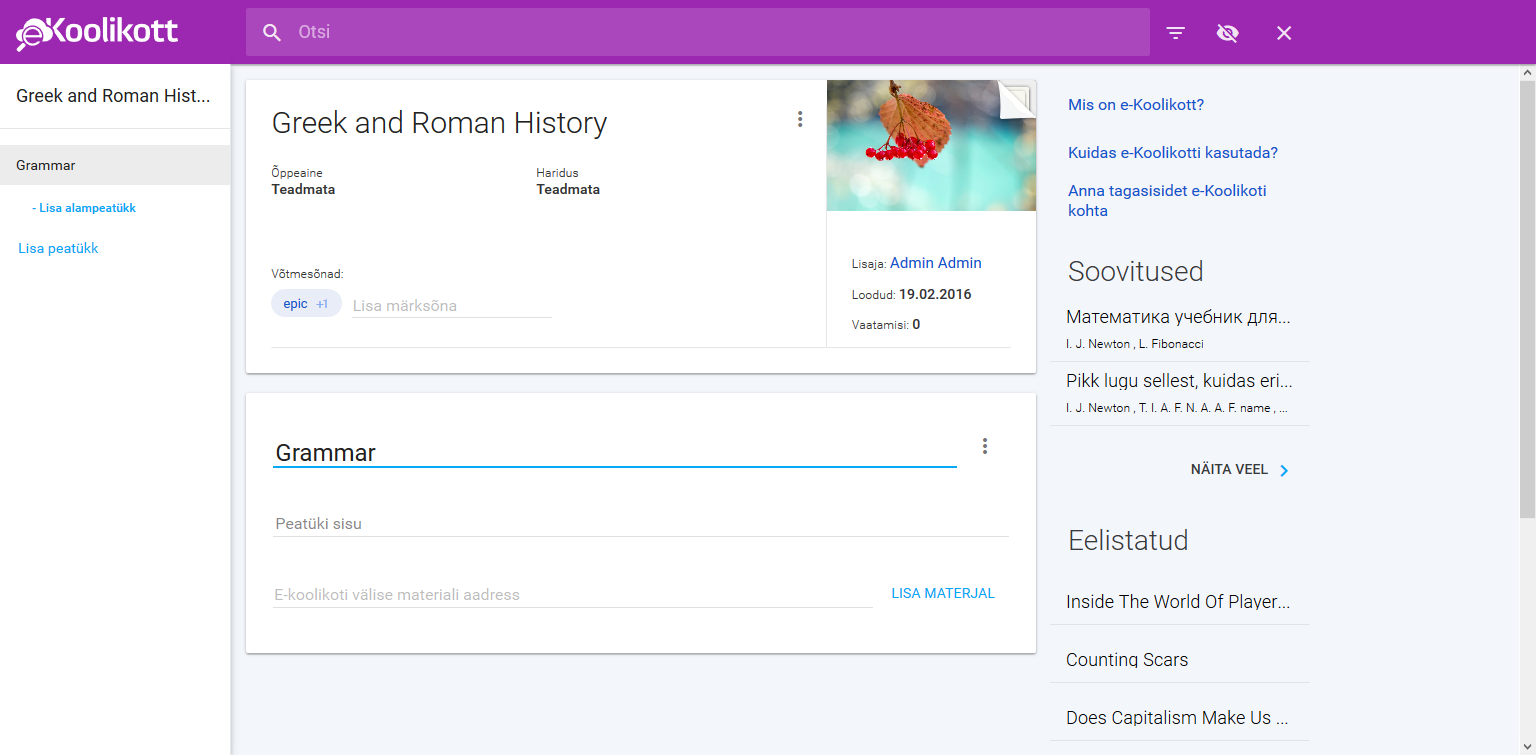 eKoolikott
Otsi
Greek and Roman Hist...
Grammar
- Lisa alampeatükk
Lisa peatükk
Greek and Roman History
Õppeaine
Teadmata
Haridus
Teadmata
Võtmesõnad:
epic +1
Lisa märksõna
Lisaja: Admin Admin
Loodud: 19.02.2016
Vaatamisi: 0
Grammar
Peatüki sisu
E-koolikoti välise materiali aadress
LISA MATERJAL
Mis on e-Koolikott?
Kuidas e-Koolikotti kasutada?
Anna tagasisidet e-Koolikoti
kohta
Soovitused
Математика учебник для...
I. J. Newton , L. Fibonacci
Pikk lugu sellest, kuidas eri...
I. J. Newton , T. I. A. F. N. A. A. F. name , ...
NÄITA VEEL
Eelistatud
Inside The World Of Player...
Counting Scars
Does Capitalism Make Us ...